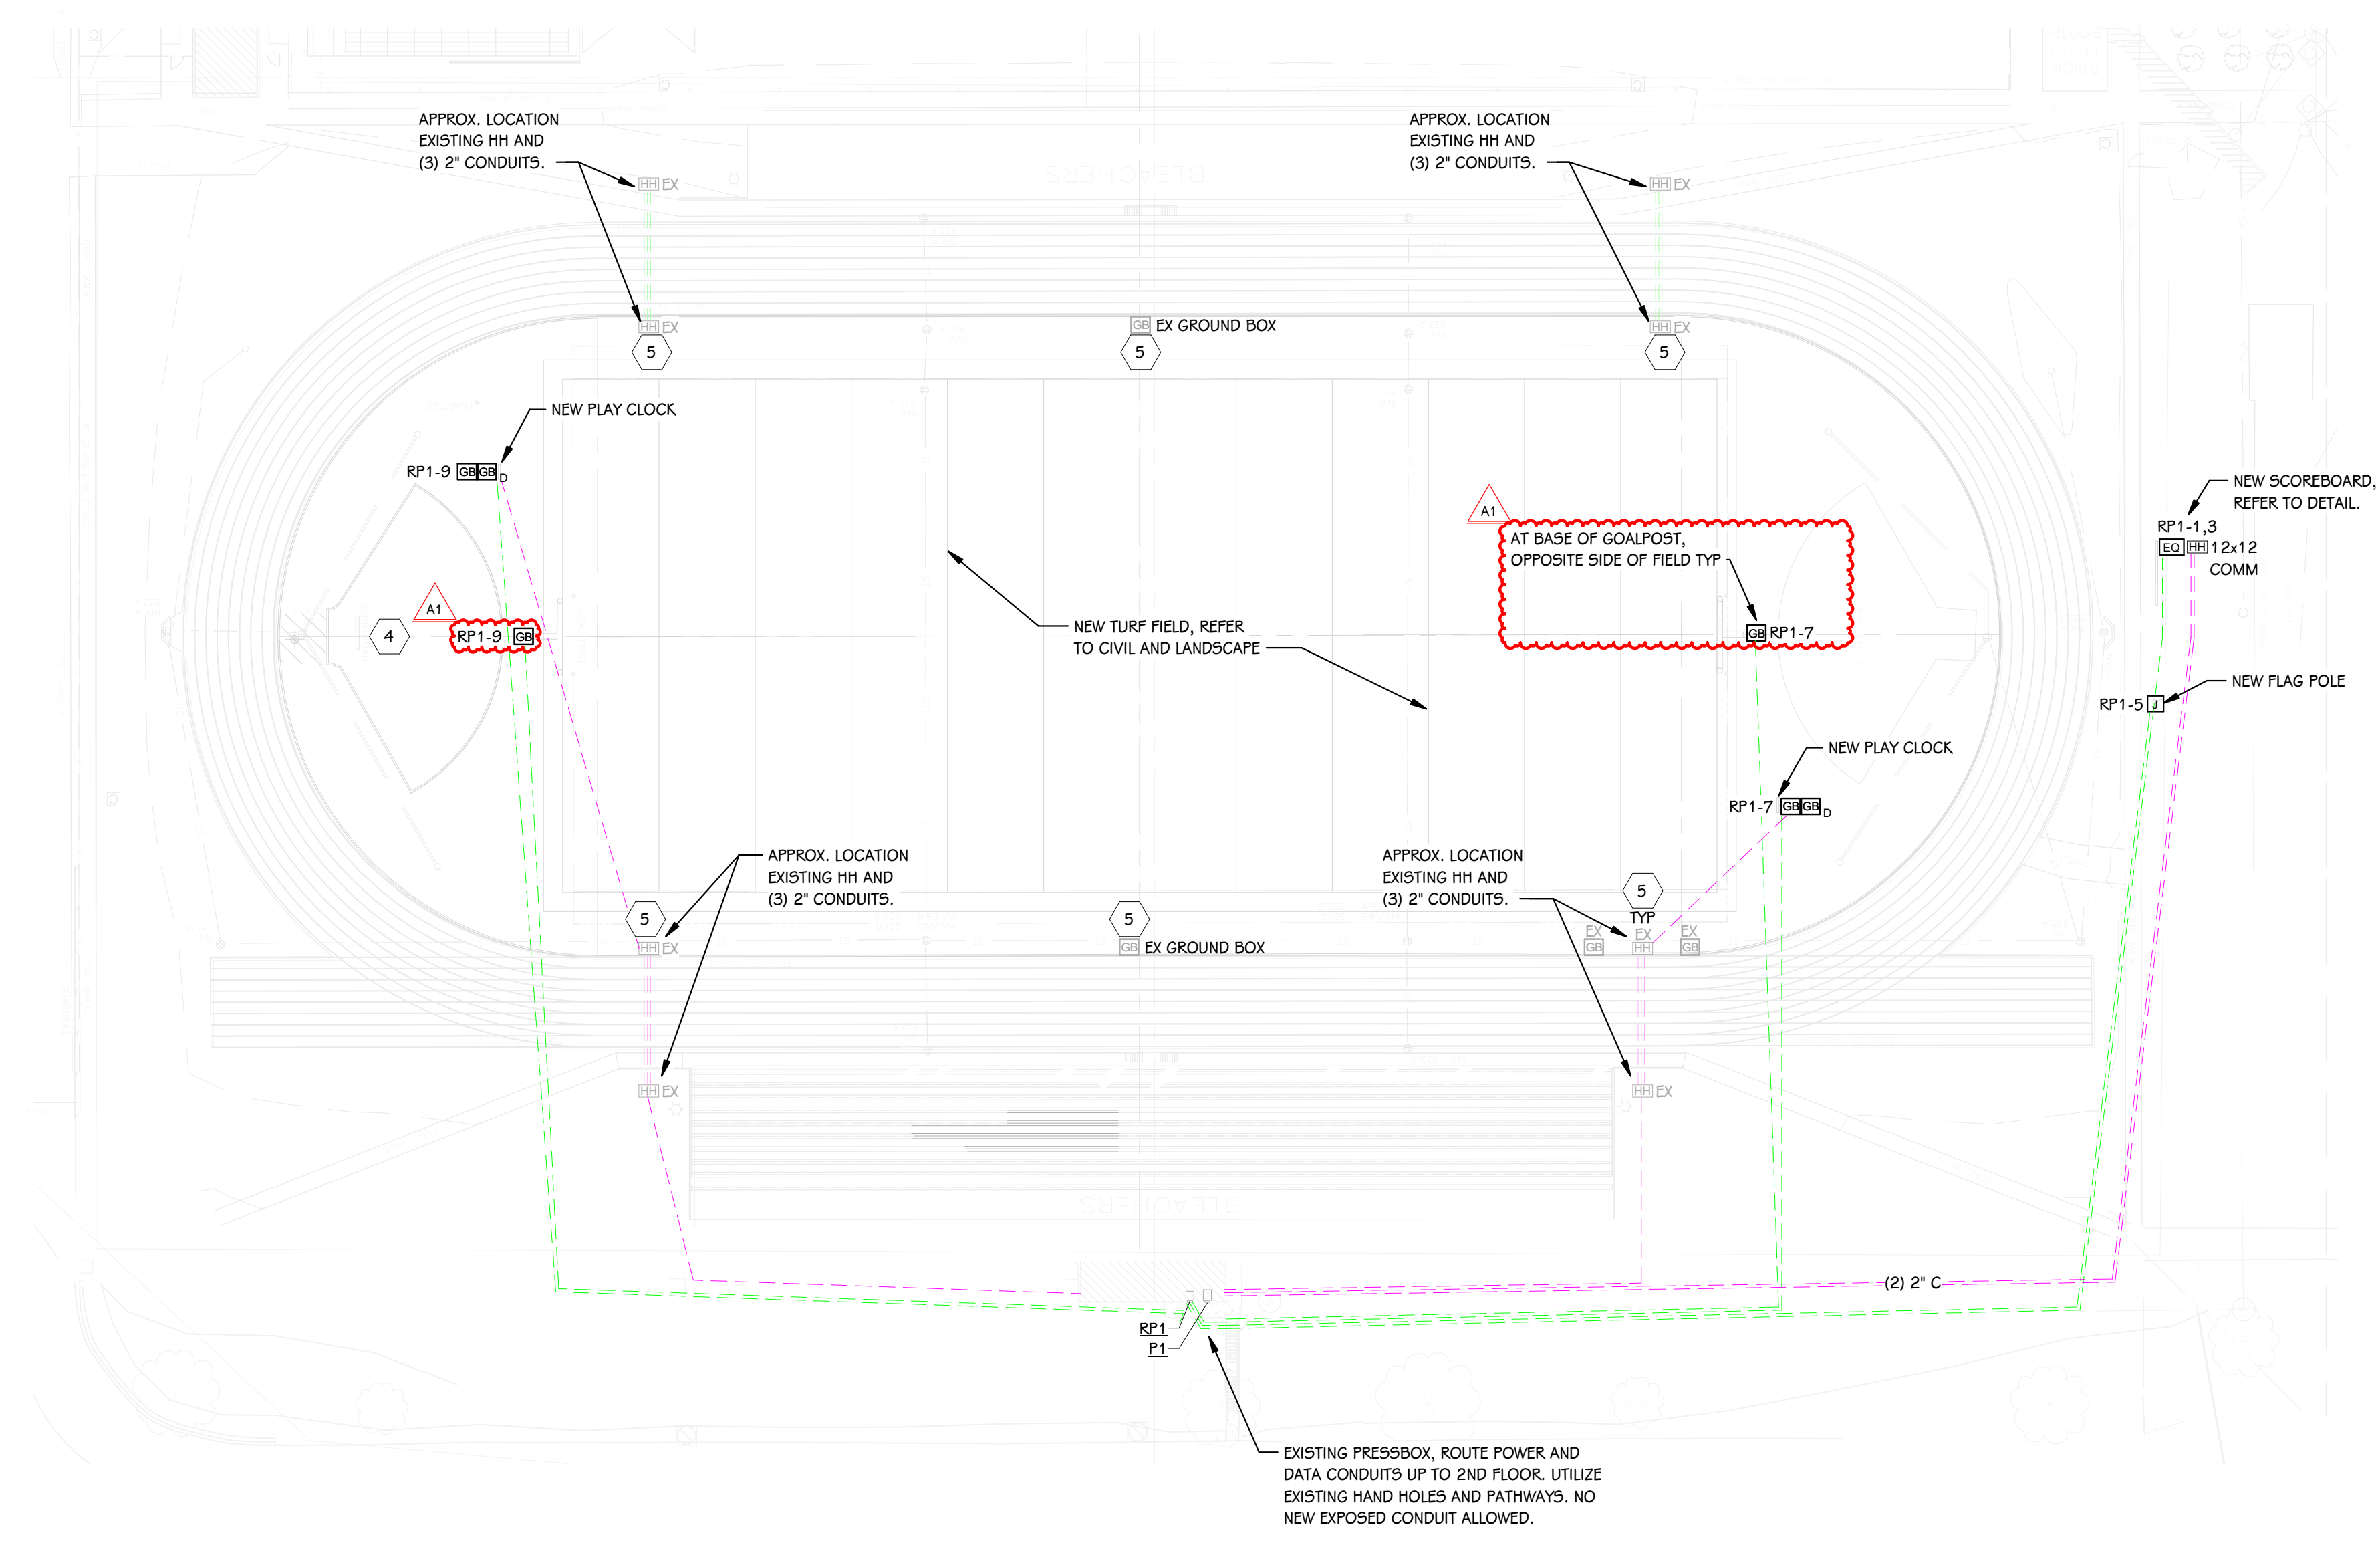 APPROX. LOCATION
EXISTING HH AND
(3) 2" CONDUITS.
APPROX. LOCATION
EXISTING HH AND
(3) 2" CONDUITS.
BLEACHERS
HH EX
HH EX
HH EX
GB EX GROUND BOX
HH EX
5
5
5
NEW PLAY CLOCK
RP1-9 GB GB D
NEW SCOREBOARD,
REFER TO DETAIL.
A1
AT BASE OF GOALPOST,
OPPOSITE SIDE OF FIELD TYP
RP1-1,3
EQ HH 12x12
COMM
A1
4
RP1-9 GB
NEW TURF FIELD, REFER
TO CIVIL AND LANDSCAPE
GB RP1-7
NEW FLAG POLE
RP1-5 J
NEW PLAY CLOCK
RP1-7 GB GB D
APPROX. LOCATION
EXISTING HH AND
(3) 2" CONDUITS.
APPROX. LOCATION
EXISTING HH AND
(3) 2" CONDUITS.
5
TYP
5
5
EX
EX
EX
HH EX
GB EX GROUND BOX
GB
HH
GB
HH EX
HH EX
BLEACHERS
(2) 2" C
RP1
P1
EXISTING PRESSBOX, ROUTE POWER AND
DATA CONDUITS UP TO 2ND FLOOR. UTILIZE
EXISTING HAND HOLES AND PATHWAYS. NO
NEW EXPOSED CONDUIT ALLOWED.